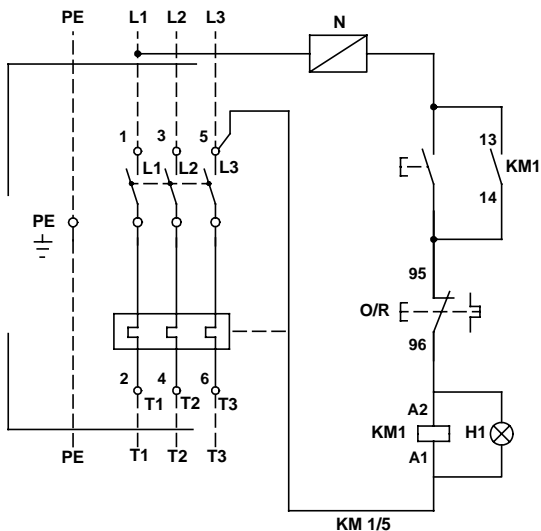 PE L1 L2 L3 N
1 3 5 13
L1 L2 L3 KM1
14
PE
95
O/R
96
2 4 6
T1 T2 T3 A2
KM1 H1
A1
PE T1 T2 T3
KM 1/5